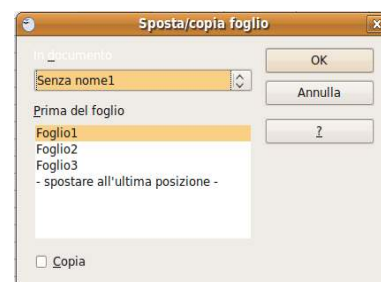 Sposta/copia foglio
In documento
Senza nome1
OK
Annulla
Prima del foglio
?
Foglio1
Foglio2
Foglio3
- spostare all'ultima posizione -
Copia